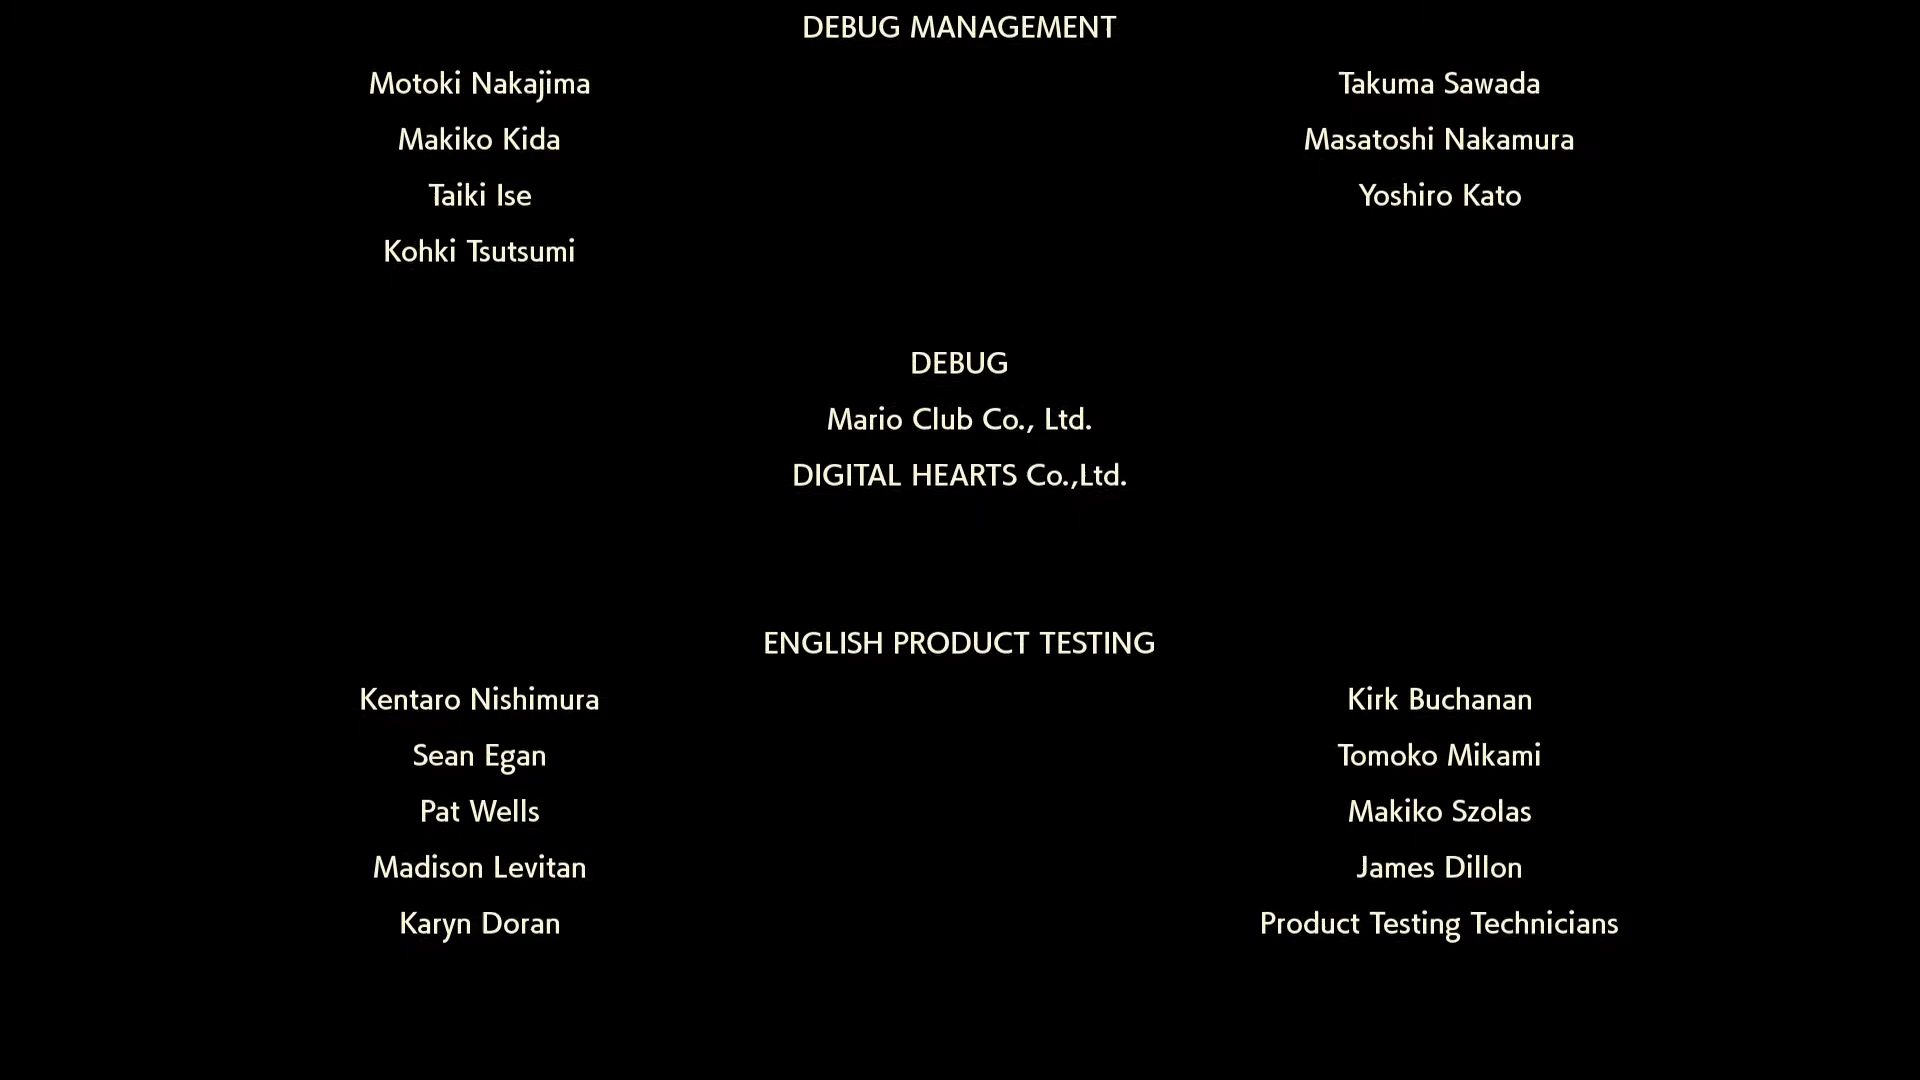 DEBUG MANAGEMENT
Motoki Nakajima Takuma Sawada
Makiko Kida Masatoshi Nakamura
Taiki Ise Yoshiro Kato
Kohki Tsutsumi
DEBUG
Mario Club Co., Ltd.
DIGITAL HEARTS Co.,Ltd.
ENGLISH PRODUCT TESTING
Kentaro Nishimura Kirk Buchanan
Sean Egan Tomoko Mikami
Pat Wells Makiko Szolas
Madison Levitan James Dillon
Karyn Doran Product Testing Technicians